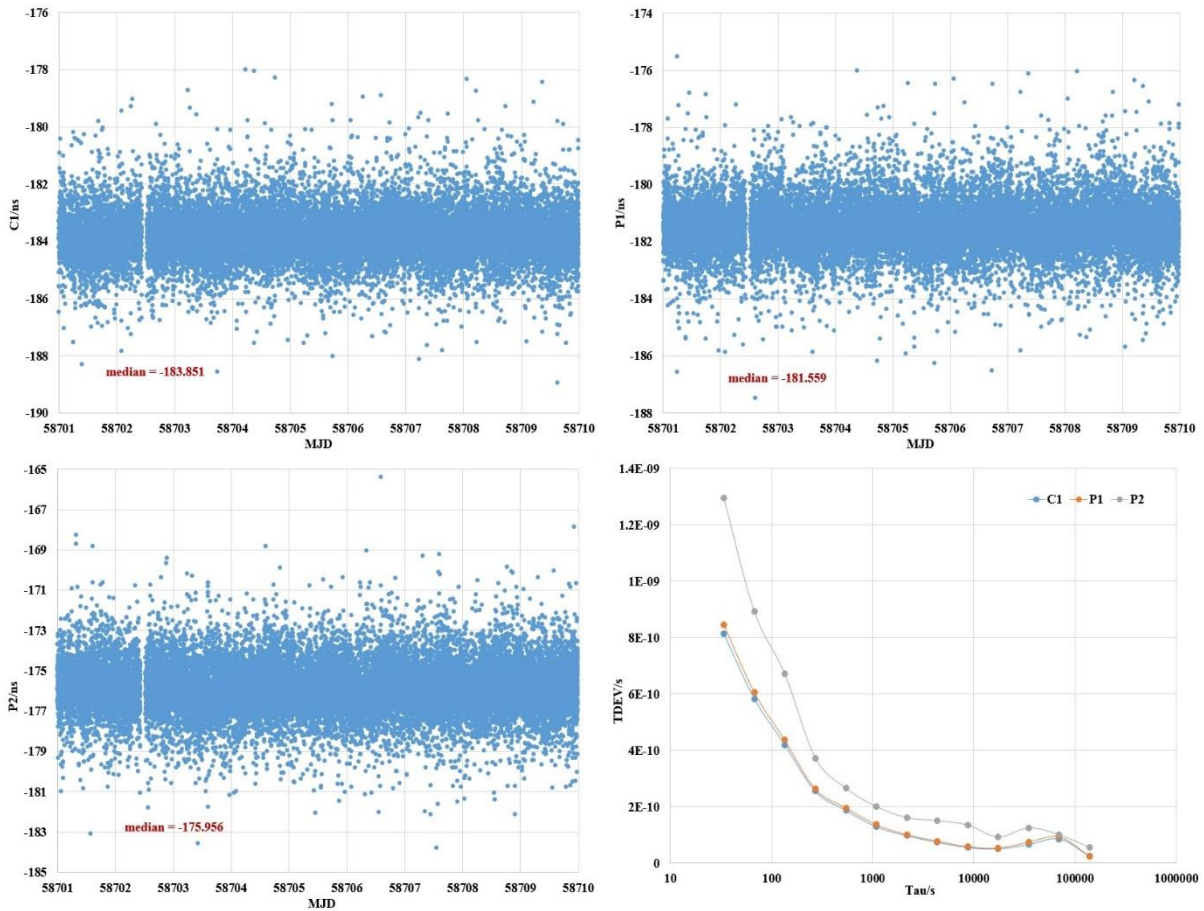 -176
-178
-180
-182
-184
-186
-188
-190
C1/ns
median = -183.851
58701 58702 58703 58704 58705 58706 58707 58708 58709 58710
MJD
-174
-176
-178
-180
-182
-184
-186
-188
P1/ns
median = -181.559
58701 58702 58703 58704 58705 58706 58707 58708 58709 58710
MJD
-165
-167
-169
-171
-173
-175
-177
-179
-181
-183
-185
P2/ns
median = -175.956
58701 58702 58703 58704 58705 58706 58707 58708 58709 58710
MJD
1.4E-09
1.2E-09
1E-09
8E-10
6E-10
4E-10
2E-10
0
TDEV/s
C1 P1 P2
10 100 1000 10000 100000 1000000
Tau/s